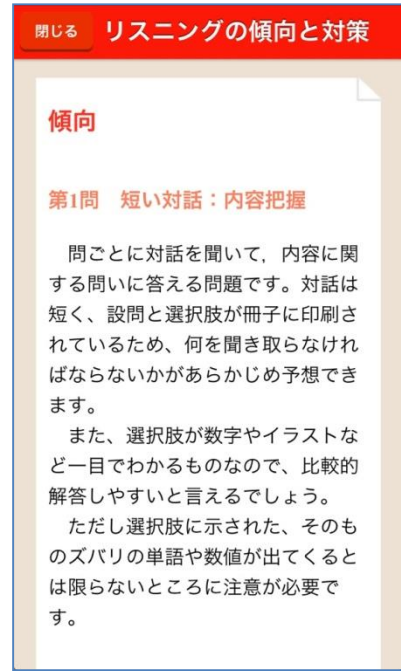 閉じる リスニングの傾向と対策
傾向
第1問 短い対話：内容把握
　問ごとに対話を聞いて，内容に関
する問いに答える問題です。対話は
短く、設問と選択肢が冊子に印刷さ
れているため、何を聞き取らなけれ
ばならないかがあらかじめ予想でき
ます。
　また、選択肢が数字やイラストな
ど一目でわかるものなので、比較的
解答しやすいと言えるでしょう。
　ただし選択肢に示された、そのも
のズバリの単語や数値が出てくると
は限らないところに注意が必要で
す。